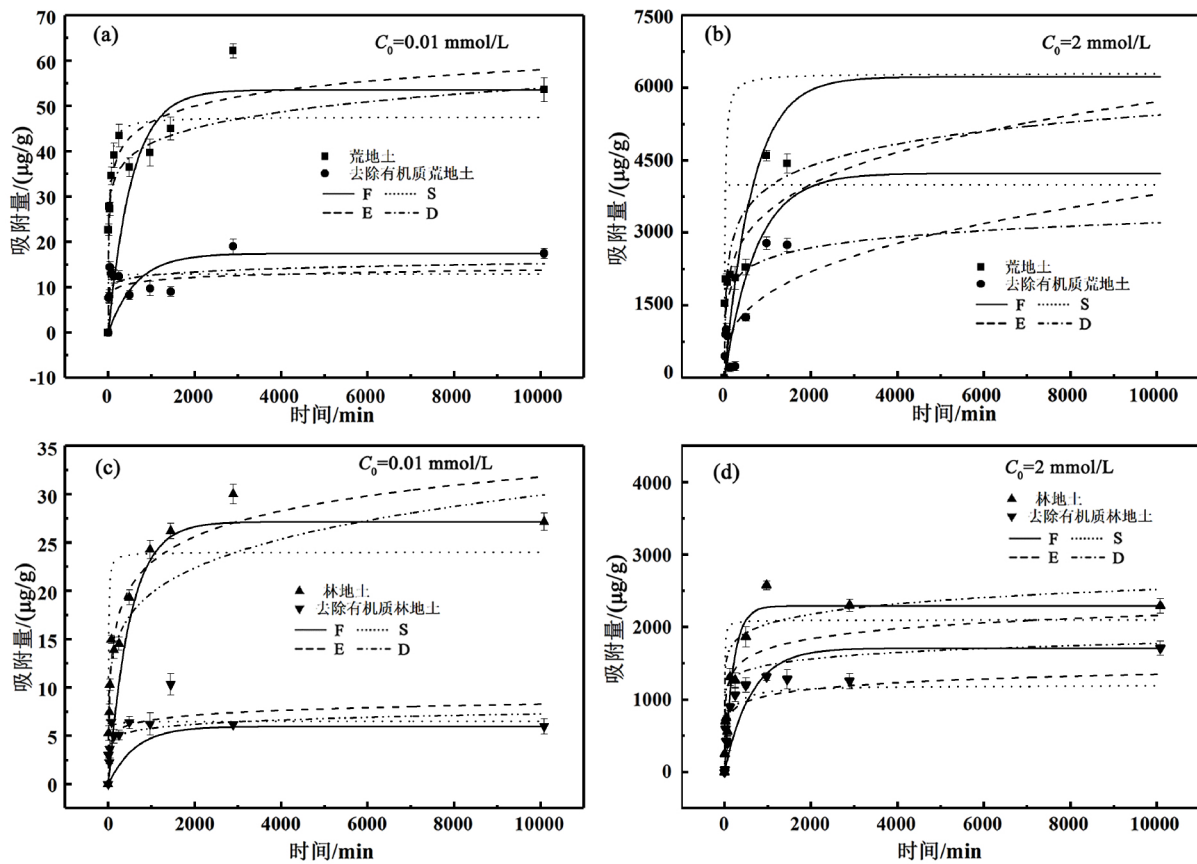 (a)
C₀=0.01 mmol/L
70
60
50
40
30
20
10
0
-10
吸附量/(μg/g)
荒地土
去除有机质荒地土
F S
E D
0 2000 4000 6000 8000 10000
时间/min
(b)
C₀=2 mmol/L
7500
6000
4500
3000
1500
0
吸附量/(μg/g)
荒地土
去除有机质荒地土
F S
E D
0 2000 4000 6000 8000 10000
时间/min
(c)
C₀=0.01 mmol/L
35
30
25
20
15
10
5
0
吸附量/(μg/g)
林地土
去除有机质林地土
F S
E D
0 2000 4000 6000 8000 10000
时间/min
(d)
C₀=2 mmol/L
4000
3000
2000
1000
0
吸附量/(μg/g)
林地土
去除有机质林地土
F S
E D
0 2000 4000 6000 8000 10000
时间/min